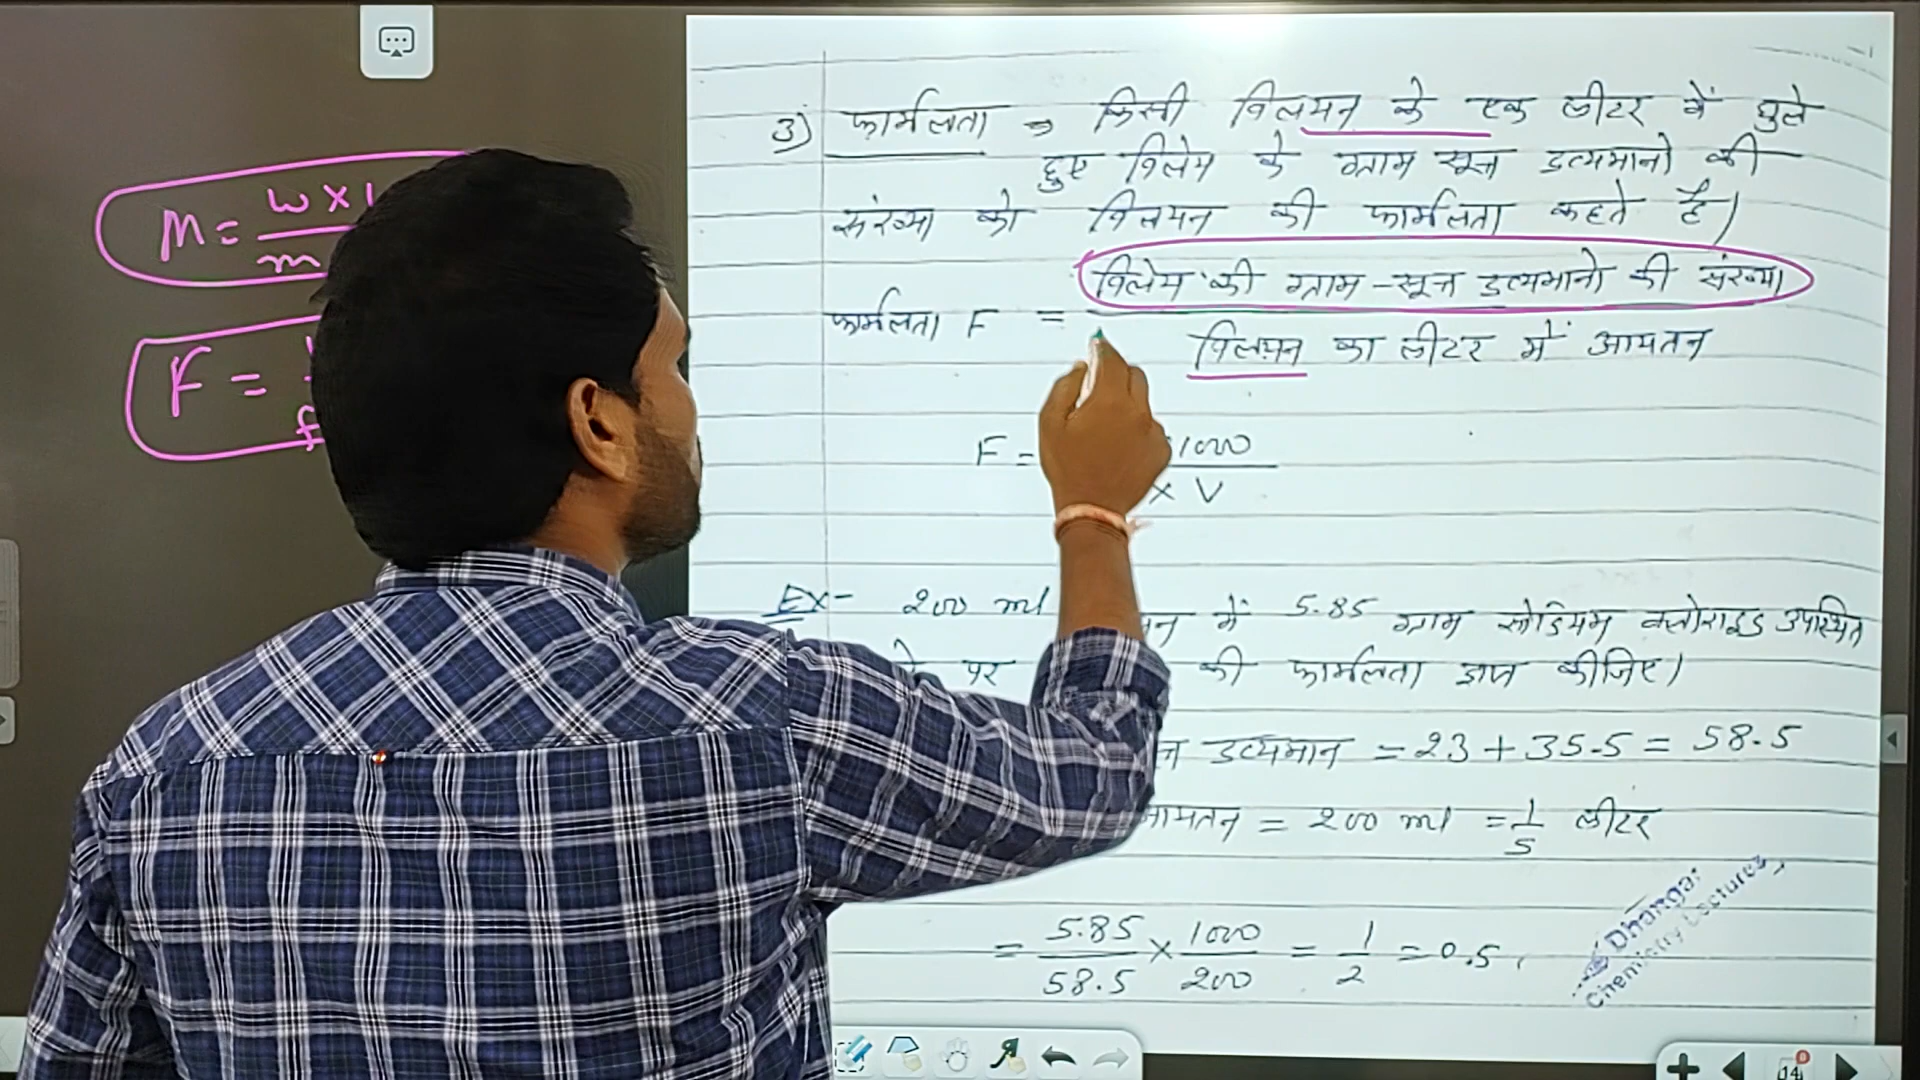 M = W × 1
m
F =
f
3) फार्मलता → किसी विलयन के एक लीटर में घुले
हुए विलेय के ग्राम सूत्र द्रव्यमानो की
संख्या को विलयन की फार्मलता कहते है।
विलेय की ग्राम-सूत्र द्रव्यमानो की संख्या
फार्मलता F =
विलयन का लीटर में आयतन
F = 1000
× V
Ex- 200 ml में 5.85 ग्राम सोडियम क्लोराइड उपस्थित
पर की फार्मलता ज्ञात कीजिए।
द्रव्यमान = 23 + 35.5 = 58.5
आयतन = 200 ml = 1/5 लीटर
= 5.85/58.5 × 1000/200 = 1/2 = 0.5
Dhangar
Chemistry Lectures
14